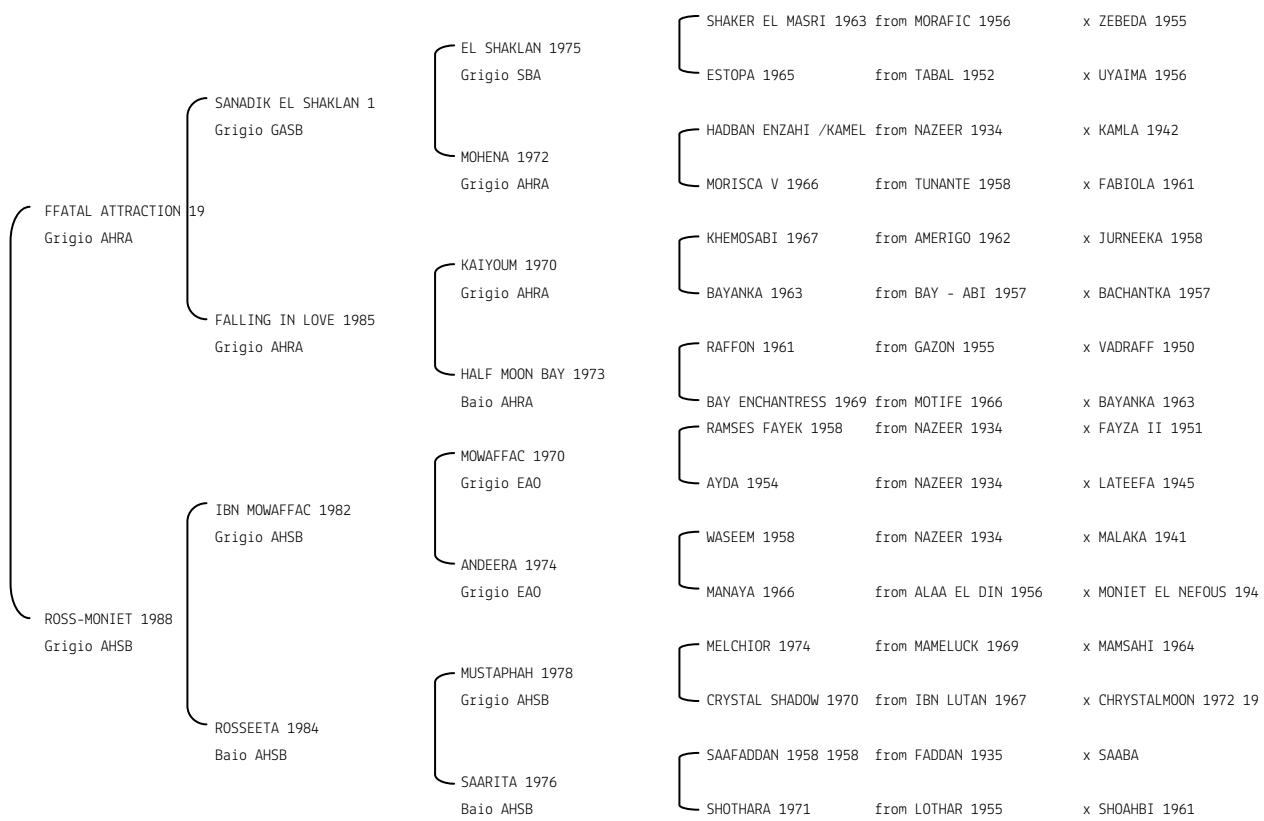 SHAKER EL MASRI 1963 from MORAFIC 1956 x ZEBEDA 1955
EL SHAKLAN 1975
Grigio SBA
ESTOPA 1965 from TABAL 1952 x UYAIMA 1956
SANADIK EL SHAKLAN 1
Grigio GASB
HADBAN ENZAHI /KAMEL from NAZEER 1934 x KAMLA 1942
MOHENA 1972
Grigio AHRA
MORISCA V 1966 from TUNANTE 1958 x FABIOLA 1961
FFATAL ATTRACTION 19
Grigio AHRA
KHEMOSABI 1967 from AMERIGO 1962 x JURNEEKA 1958
KAIYOUM 1970
Grigio AHRA
BAYANKA 1963 from BAY - ABI 1957 x BACHANTKA 1957
FALLING IN LOVE 1985
Grigio AHRA
RAFFON 1961 from GAZON 1955 x VADRAFF 1950
HALF MOON BAY 1973
Baio AHRA
BAY ENCHANTRESS 1969 from MOTIFE 1966 x BAYANKA 1963
RAMSES FAYEK 1958 from NAZEER 1934 x FAYZA II 1951
MOWAFFAC 1970
Grigio EAO
AYDA 1954 from NAZEER 1934 x LATEEFA 1945
IBN MOWAFFAC 1982
Grigio AHSB
WASEEM 1958 from NAZEER 1934 x MALAKA 1941
ANDEERA 1974
Grigio EAO
MANAYA 1966 from ALAA EL DIN 1956 x MONIET EL NEFOUS 194
ROSS-MONIET 1988
Grigio AHSB
MELCHIOR 1974 from MAMELUCK 1969 x MAMSAHI 1964
MUSTAPHAH 1978
Grigio AHSB
CRYSTAL SHADOW 1970 from IBN LUTAN 1967 x CHRYSTALMOON 1972 19
ROSSEETA 1984
Baio AHSB
SAAFADDAN 1958 1958 from FADDAN 1935 x SAABA
SAARITA 1976
Baio AHSB
SHOTHARA 1971 from LOTHAR 1955 x SHOAHBI 1961